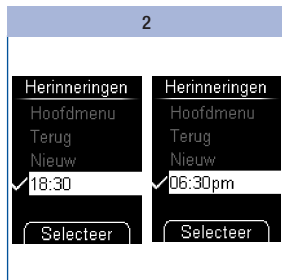 2
Herinneringen
Hoofdmenu
Terug
Nieuw
18:30
Selecteer
Herinneringen
Hoofdmenu
Terug
Nieuw
06:30pm
Selecteer